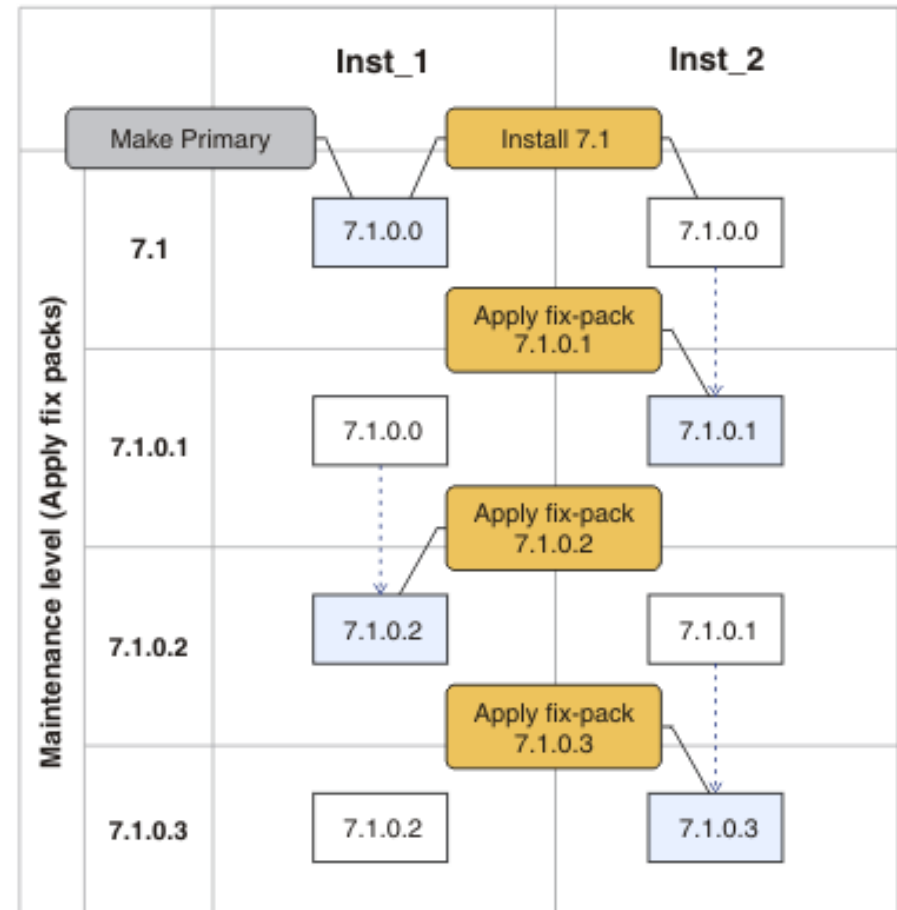 Inst_1
Inst_2
Make Primary
Install 7.1
Maintenance level (Apply fix packs)
7.1
7.1.0.0
7.1.0.0
Apply fix-pack
7.1.0.1
7.1.0.1
7.1.0.0
7.1.0.1
Apply fix-pack
7.1.0.2
7.1.0.2
7.1.0.2
7.1.0.1
Apply fix-pack
7.1.0.3
7.1.0.3
7.1.0.2
7.1.0.3